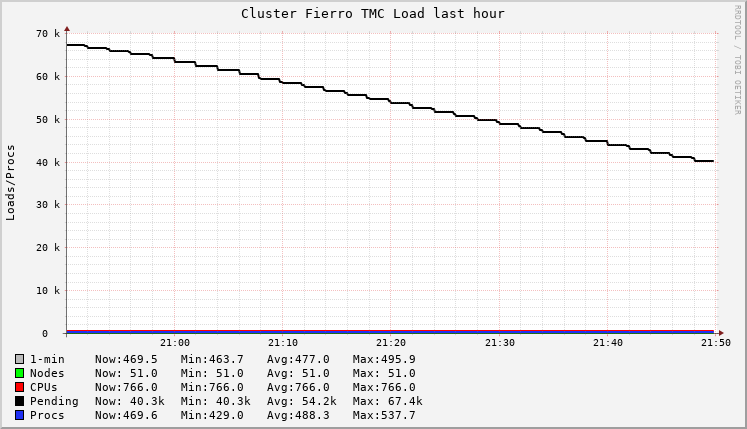 Cluster Fierro TMC Load last hour
RRDTOOL / TOBI OETIKER
Loads/Procs
70 k
60 k
50 k
40 k
30 k
20 k
10 k
0
21:00 21:10 21:20 21:30 21:40 21:50
1-min Now:469.5 Min:463.7 Avg:477.0 Max:495.9
Nodes Now: 51.0 Min: 51.0 Avg: 51.0 Max: 51.0
CPUs Now:766.0 Min:766.0 Avg:766.0 Max:766.0
Pending Now: 40.3k Min: 40.3k Avg: 54.2k Max: 67.4k
Procs Now:469.6 Min:429.0 Avg:488.3 Max:537.7